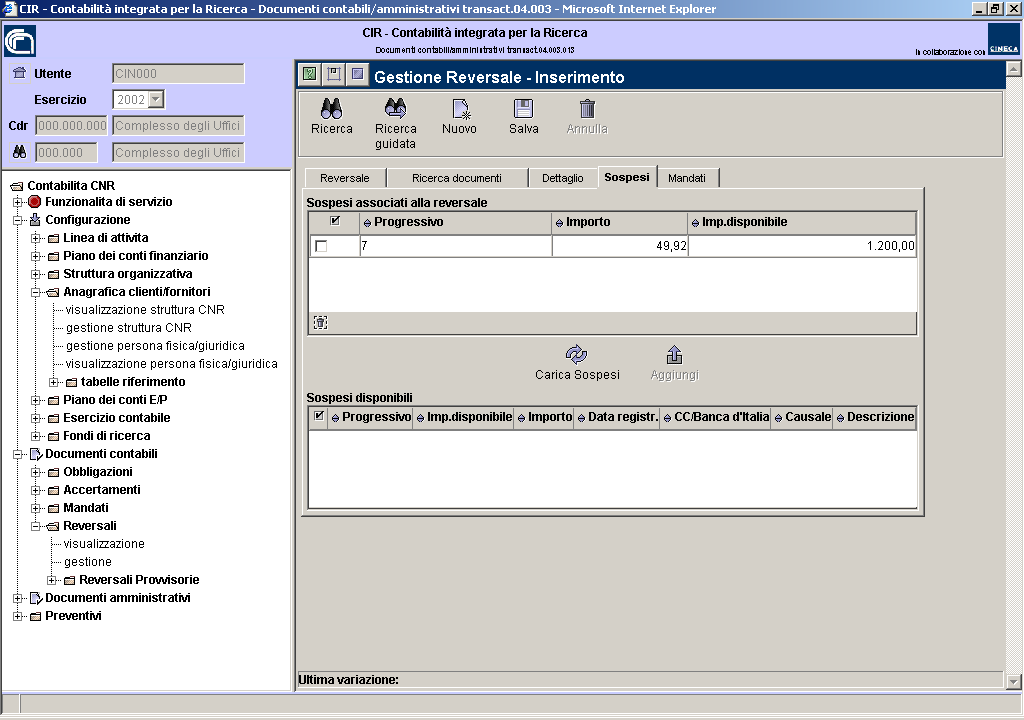 CIR - Contabilità integrata per la Ricerca - Documenti contabili/amministrativi transact.04.003 - Microsoft Internet Explorer
CIR - Contabilità integrata per la Ricerca
Documenti contabili/amministrativi transact.04.003.013
In collaborazione con
CINECA
Utente CIN000
Esercizio 2002
Cdr 000.000.000 Complesso degli Uffici
000.000 Complesso degli Uffici
Contabilita CNR
Funzionalita di servizio
Configurazione
Linea di attivita
Piano dei conti finanziario
Struttura organizzativa
Anagrafica clienti/fornitori
visualizzazione struttura CNR
gestione struttura CNR
gestione persona fisica/giuridica
visualizzazione persona fisica/giuridica
tabelle riferimento
Piano dei conti E/P
Esercizio contabile
Fondi di ricerca
Documenti contabili
Obbligazioni
Accertamenti
Mandati
Reversali
visualizzazione
gestione
Reversali Provvisorie
Documenti amministrativi
Preventivi
Gestione Reversale - Inserimento
Ricerca
Ricerca guidata
Nuovo
Salva
Annulla
Reversale Ricerca documenti Dettaglio Sospesi Mandati
Sospesi associati alla reversale
Progressivo Importo Imp.disponibile
7 49,92 1.200,00
Carica Sospesi Aggiungi
Sospesi disponibili
Progressivo Imp.disponibile Importo Data registr. CC/Banca d'Italia Causale Descrizione
Ultima variazione: